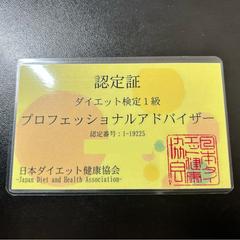 認定証
ダイエット検定1級
プロフェッショナルアドバイザー
認定番号:1-19225
日本ダイエット健康協会
-Japan Diet and Health Association-